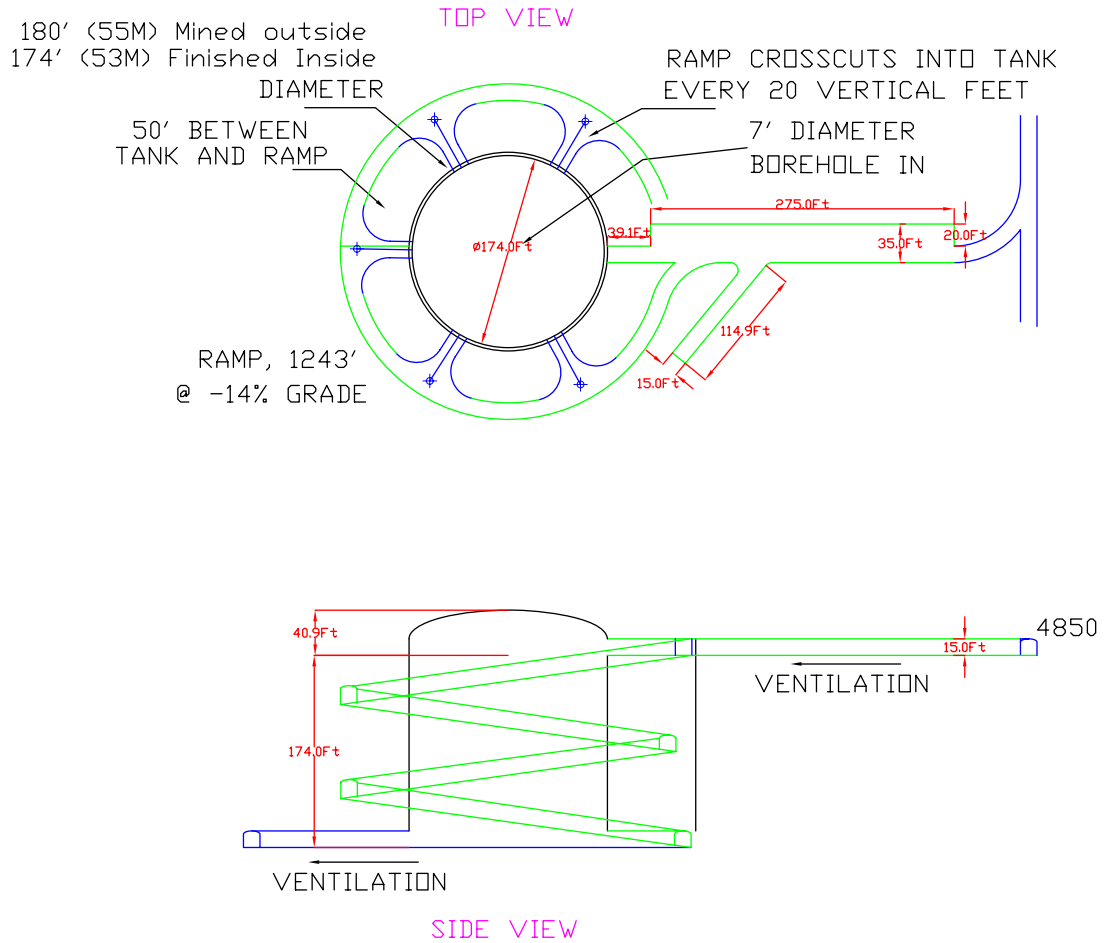 TOP VIEW
180' (55M) Mined outside
174' (53M) Finished Inside
DIAMETER
50' BETWEEN
TANK AND RAMP
RAMP CROSSCUTS INTO TANK
EVERY 20 VERTICAL FEET
7' DIAMETER
BOREHOLE IN
275.0Ft
39.1Ft
35.0Ft
20.0Ft
ø174.0Ft
114.9Ft
15.0Ft
RAMP, 1243'
@ -14% GRADE
40.9Ft
174.0Ft
4850
15.0Ft
VENTILATION
VENTILATION
SIDE VIEW